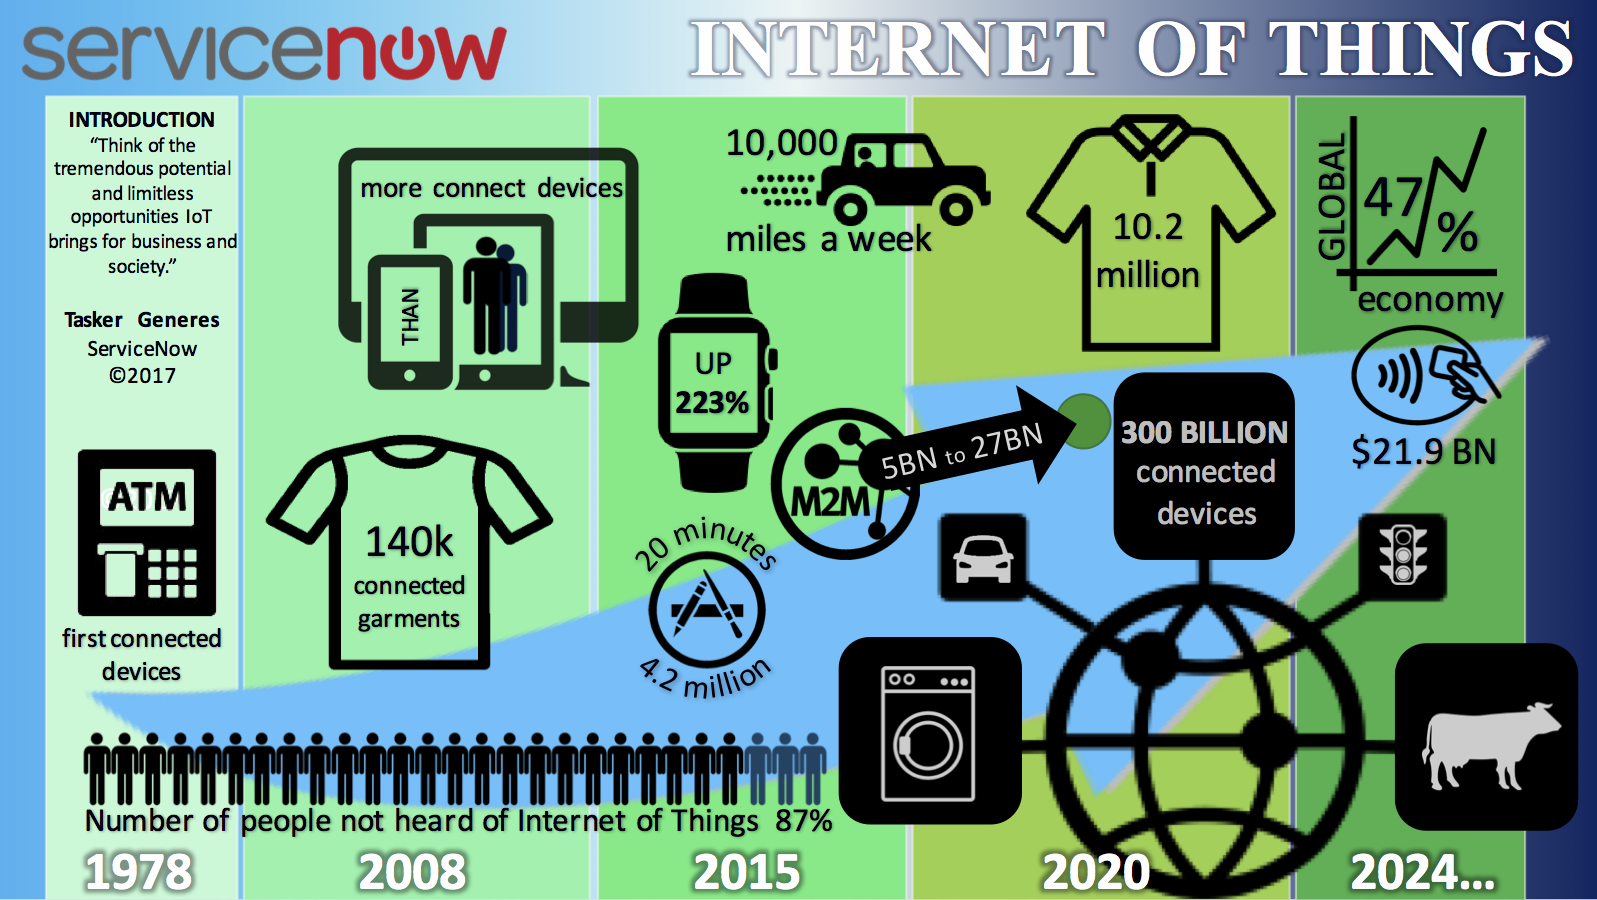 servicenow
INTERNET OF THINGS
INTRODUCTION
“Think of the
tremendous potential
and limitless
opportunities IoT
brings for business and
society.”
Tasker Generes
ServiceNow
©2017
ATM
first connected
devices
more connect devices
THAN
140k
connected
garments
10,000
miles a week
UP
223%
M2M
5BN to 27BN
20 minutes
4.2 million
10.2
million
300 BILLION
connected
devices
GLOBAL
47
%
economy
$21.9 BN
Number of people not heard of Internet of Things 87%
1978
2008
2015
2020
2024...